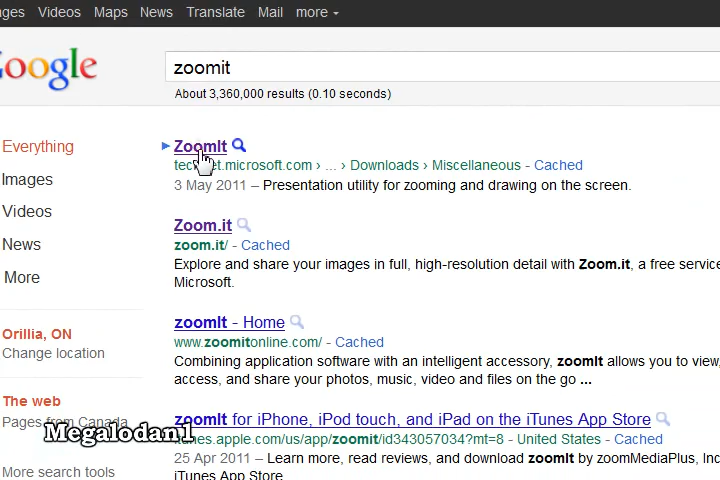 Videos Maps News Translate Mail more
Google
zoomit
About 3,360,000 results (0.10 seconds)
Everything
Images
Videos
News
More
Orillia, ON
Change location
The web
Pages from Canada
More search tools
ZoomIt
technet.microsoft.com › ... › Downloads › Miscellaneous - Cached
3 May 2011 – Presentation utility for zooming and drawing on the screen.
Zoom.it
zoom.it/ - Cached
Explore and share your images in full, high-resolution detail with Zoom.it, a free service
Microsoft.
zoomIt - Home
www.zoomitonline.com/ - Cached
Combining application software with an intelligent accessory, zoomIt allows you to view,
access, and share your photos, music, video and files on the go ...
zoomIt for iPhone, iPod touch, and iPad on the iTunes App Store
itunes.apple.com/us/app/zoomit/id343057034?mt=8 - United States - Cached
25 Apr 2011 – Learn more, read reviews, and download zoomIt by zoomMediaPlus, Inc
iTunes App Store
Megalodan1